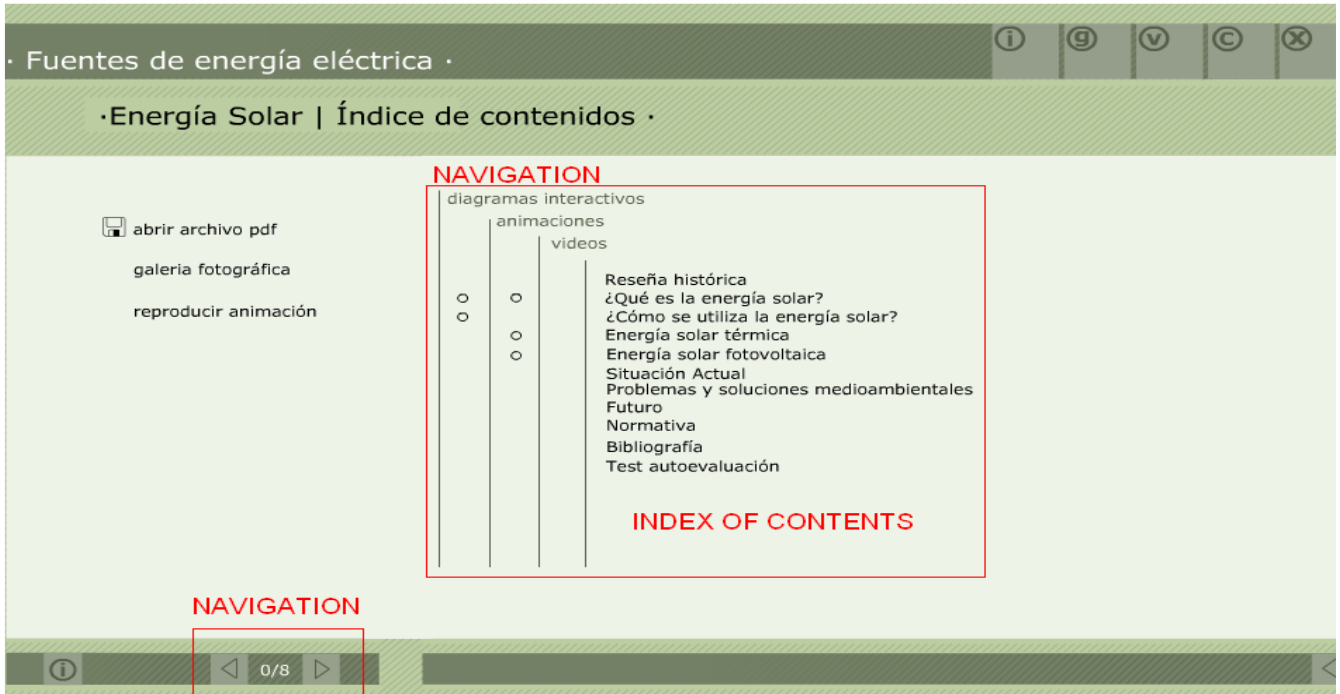 ⓘ ⓖ ⓥ ⓒ ⓧ
· Fuentes de energía eléctrica ·
·Energía Solar | Índice de contenidos ·
NAVIGATION
diagramas interactivos
animaciones
videos
abrir archivo pdf
galeria fotográfica
reproducir animación
Reseña histórica
¿Qué es la energía solar?
¿Cómo se utiliza la energía solar?
Energía solar térmica
Energía solar fotovoltaica
Situación Actual
Problemas y soluciones medioambientales
Futuro
Normativa
Bibliografía
Test autoevaluación
INDEX OF CONTENTS
NAVIGATION
ⓘ
0/8